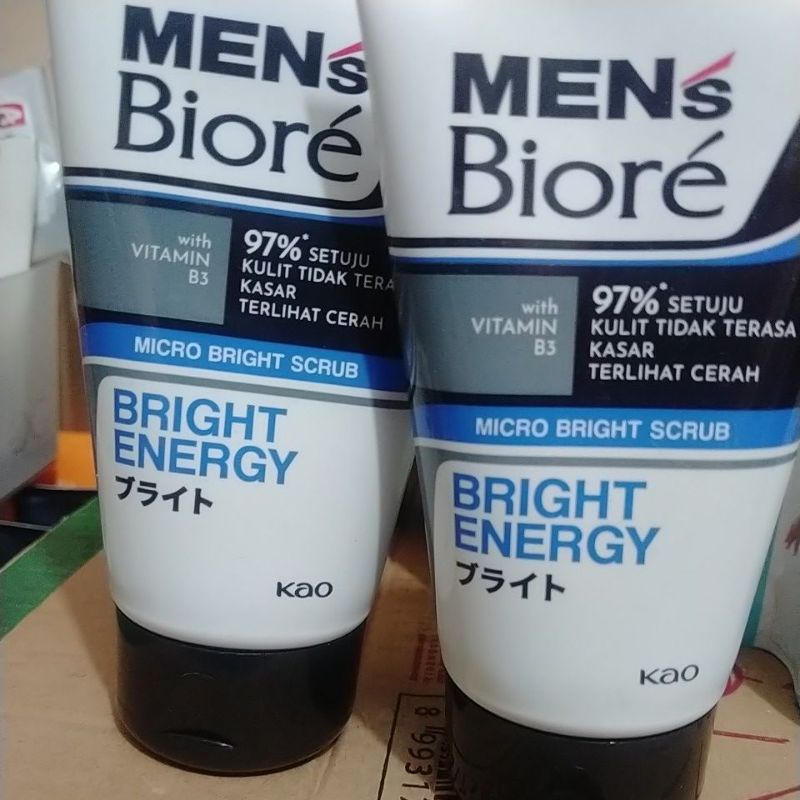 MEN's
Bioré
with
VITAMIN
B3
97%* SETUJU
KULIT TIDAK TERA
KASAR
TERLIHAT CERAH
MICRO BRIGHT SCRUB
BRIGHT
ENERGY
ブライト
Kao
MEN's
Bioré
with
VITAMIN
B3
97%* SETUJU
KULIT TIDAK TERASA
KASAR
TERLIHAT CERAH
MICRO BRIGHT SCRUB
BRIGHT
ENERGY
ブライト
Kao